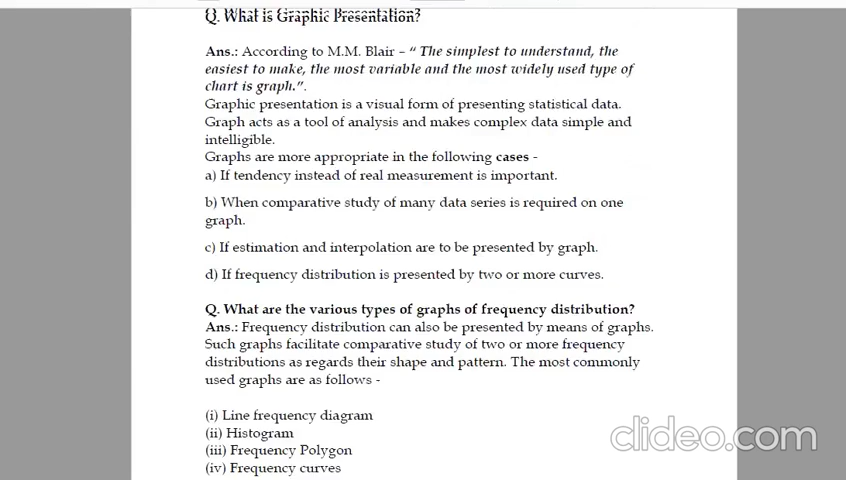 Q. What is Graphic Presentation?
Ans.: According to M.M. Blair – “ The simplest to understand, the
easiest to make, the most variable and the most widely used type of
chart is graph.”.
Graphic presentation is a visual form of presenting statistical data.
Graph acts as a tool of analysis and makes complex data simple and
intelligible.
Graphs are more appropriate in the following cases -
a) If tendency instead of real measurement is important.
b) When comparative study of many data series is required on one
graph.
c) If estimation and interpolation are to be presented by graph.
d) If frequency distribution is presented by two or more curves.
Q. What are the various types of graphs of frequency distribution?
Ans.: Frequency distribution can also be presented by means of graphs.
Such graphs facilitate comparative study of two or more frequency
distributions as regards their shape and pattern. The most commonly
used graphs are as follows -
(i) Line frequency diagram
(ii) Histogram
(iii) Frequency Polygon
(iv) Frequency curves
clideo.com